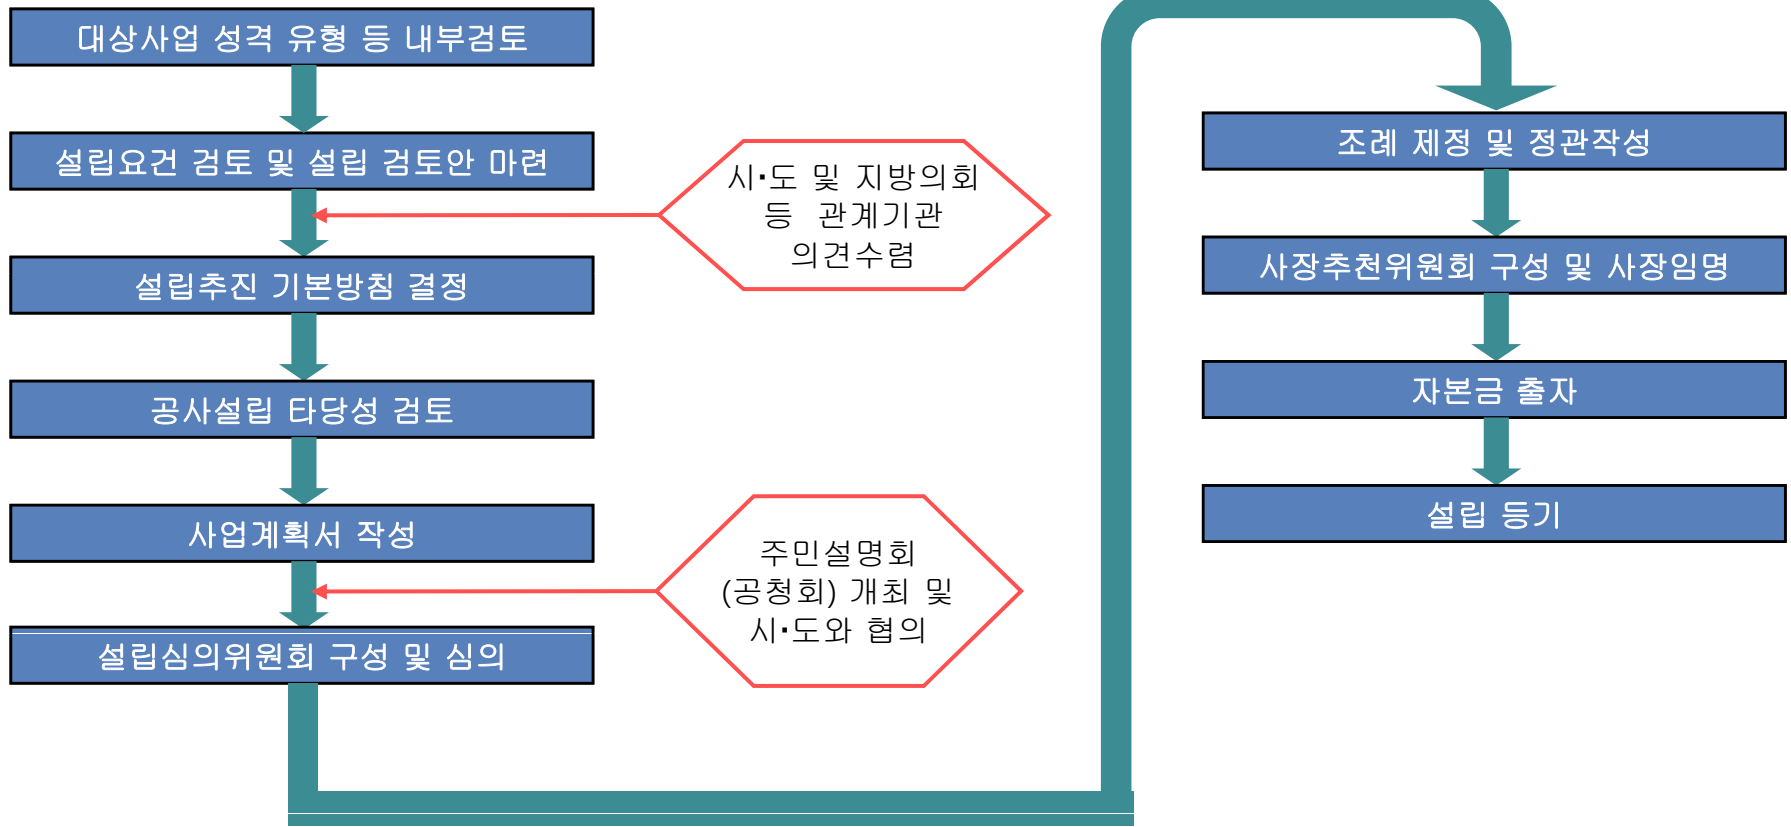 대상사업 성격 유형 등 내부검토
설립요건 검토 및 설립 검토안 마련
시·도 및 지방의회
등 관계기관
의견수렴
설립추진 기본방침 결정
공사설립 타당성 검토
사업계획서 작성
주민설명회
(공청회) 개최 및
시·도와 협의
설립심의위원회 구성 및 심의
조례 제정 및 정관작성
사장추천위원회 구성 및 사장임명
자본금 출자
설립 등기